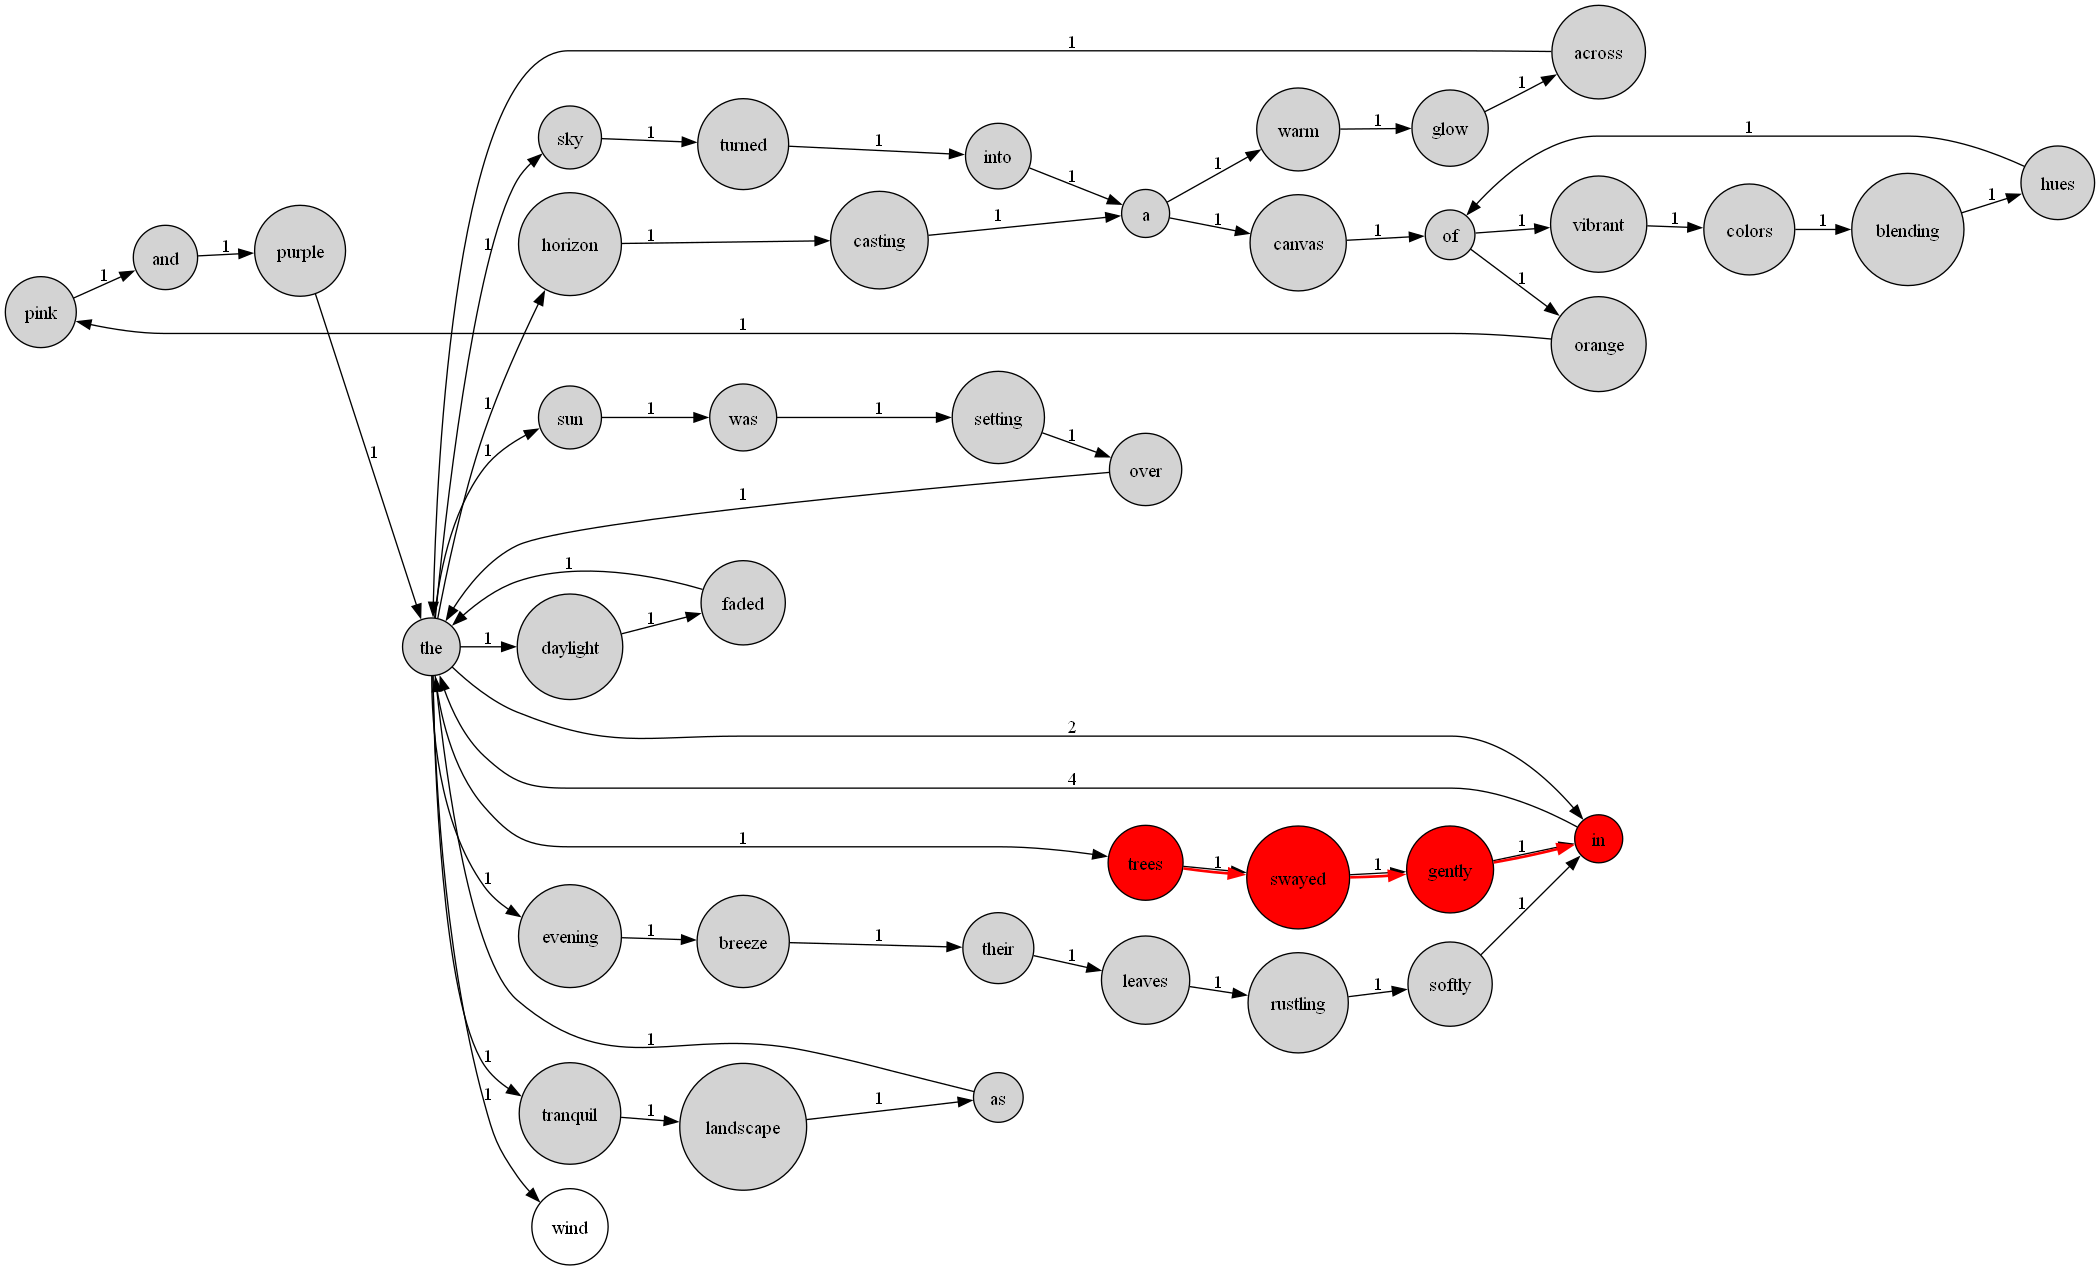 across
1
sky
1
turned
1
into
1
warm
1
glow
1
1
hues
1
and
1
purple
1
horizon
1
casting
1
a
1
1
canvas
1
of
1
vibrant
1
colors
1
blending
1
pink
1
1
1
orange
1
sun
1
was
1
setting
1
over
1
1
1
1
faded
1
the
1
daylight
1
2
4
1
trees
1
swayed
1
gently
1
in
1
evening
1
breeze
1
their
1
leaves
1
rustling
1
softly
1
1
1
tranquil
1
landscape
1
as
1
wind